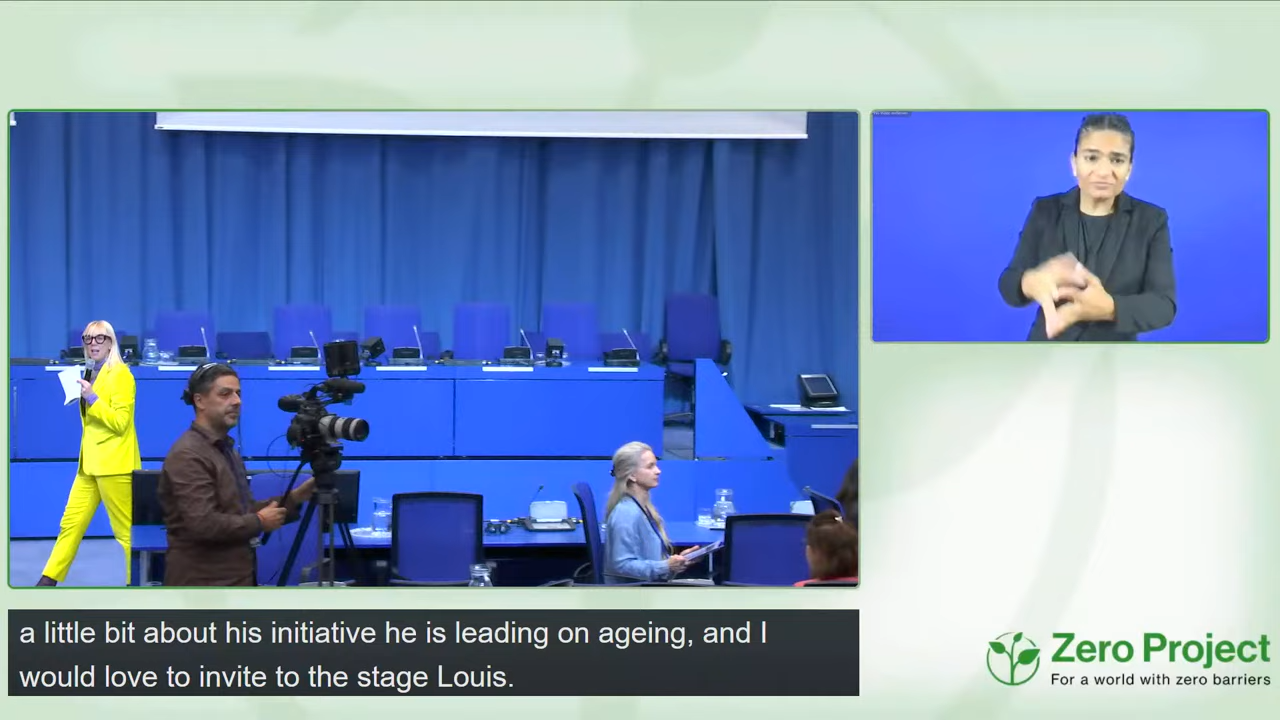 a little bit about his initiative he is leading on ageing, and I
would love to invite to the stage Louis.
Zero Project
For a world with zero barriers